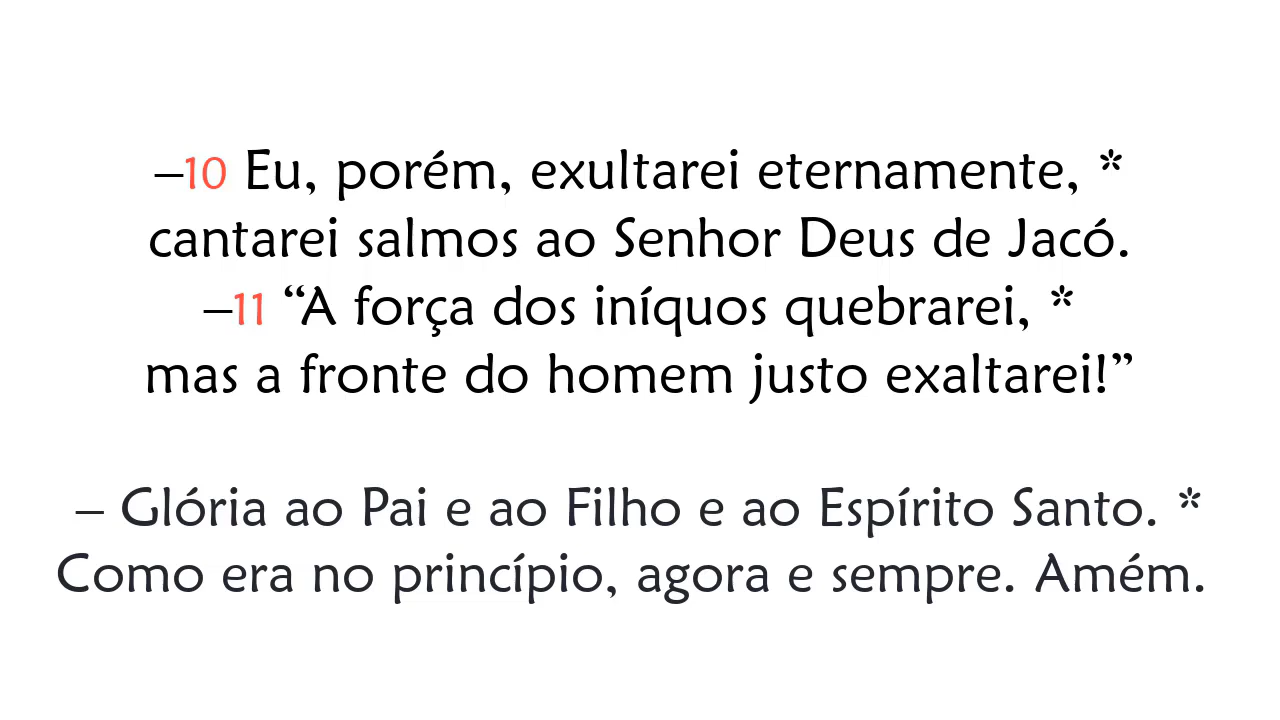 –10 Eu, porém, exultarei eternamente, *
cantarei salmos ao Senhor Deus de Jacó.
–11 “A força dos iníquos quebrarei, *
mas a fronte do homem justo exaltarei!”
– Glória ao Pai e ao Filho e ao Espírito Santo. *
Como era no princípio, agora e sempre. Amém.